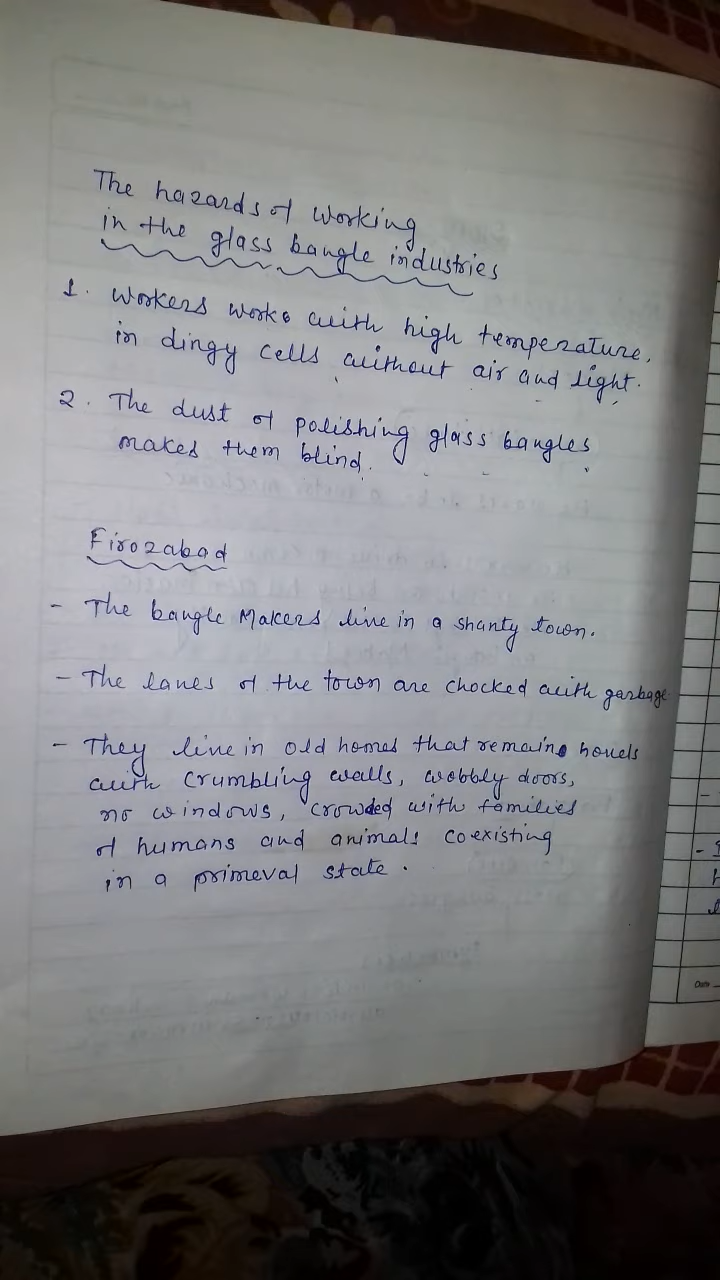 The hazards of working
in the glass bangle industries
1. Workers work with high temperature,
in dingy cells without air and light.
2. The dust of polishing glass bangles
makes them blind.
Firozabad
- The bangle Makers live in a shanty town.
- The lanes of the town are chocked with garbage
- They live in old homes that remains hovels
with crumbling walls, wobbly doors,
no windows, crowded with families
of humans and animals coexisting
in a primeval state.
Date